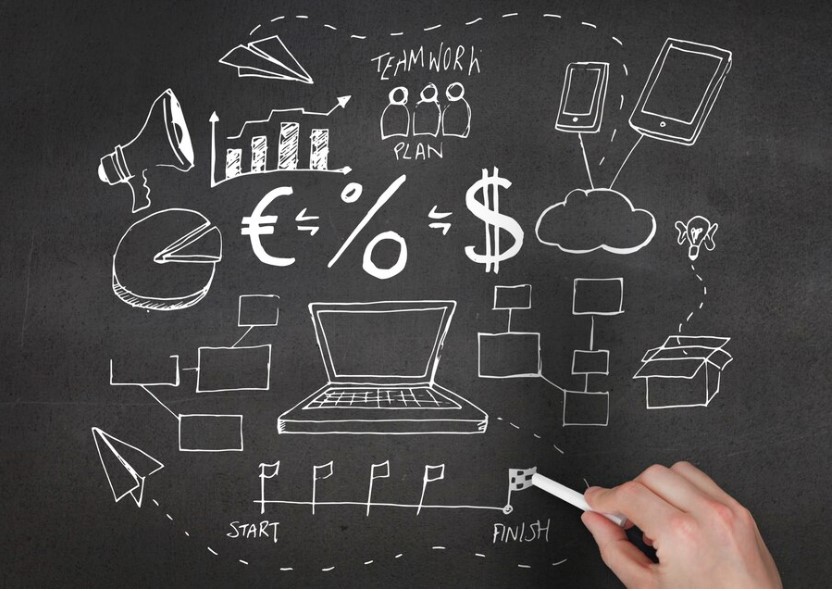 TEAMWORK
PLAN
€ ⇆ % ⇆ $
START
FINISH